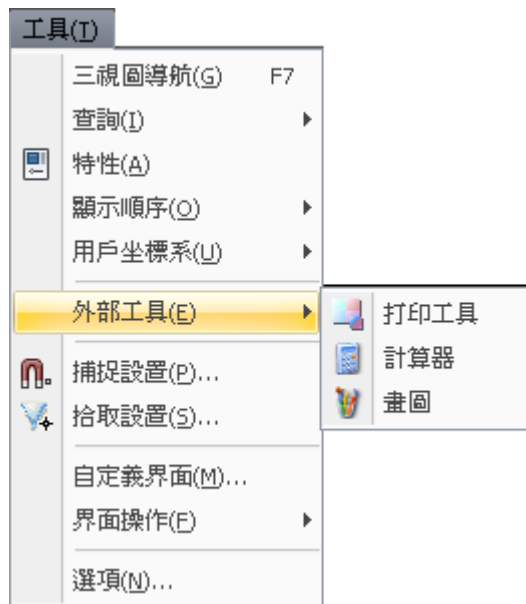 工具(T)
三視圖導航(G) F7
查詢(I)
特性(A)
顯示順序(O)
用戶坐標系(U)
外部工具(E)
打印工具
計算器
畫圖
捕捉設置(P)...
拾取設置(S)...
自定義界面(M)...
界面操作(F)
選項(N)...